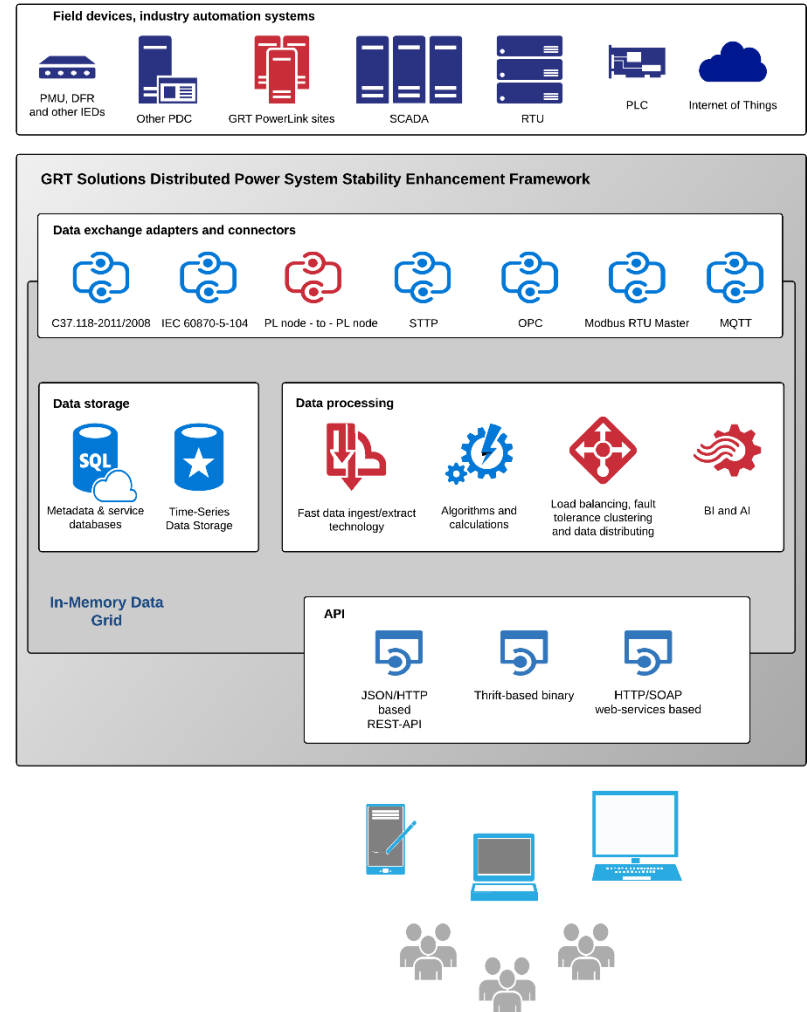 Field devices, industry automation systems
PMU, DFR
and other IEDs
Other PDC
GRT PowerLink sites
SCADA
RTU
PLC
Internet of Things
GRT Solutions Distributed Power System Stability Enhancement Framework
Data exchange adapters and connectors
C37.118-2011/2008
IEC 60870-5-104
PL node - to - PL node
STTP
OPC
Modbus RTU Master
MQTT
Data storage
SQL
Metadata & service
databases
Time-Series
Data Storage
Data processing
Fast data ingest/extract
technology
Algorithms and
calculations
Load balancing, fault
tolerance clustering
and data distributing
BI and AI
In-Memory Data
Grid
API
JSON/HTTP
based
REST-API
Thrift-based binary
HTTP/SOAP
web-services based